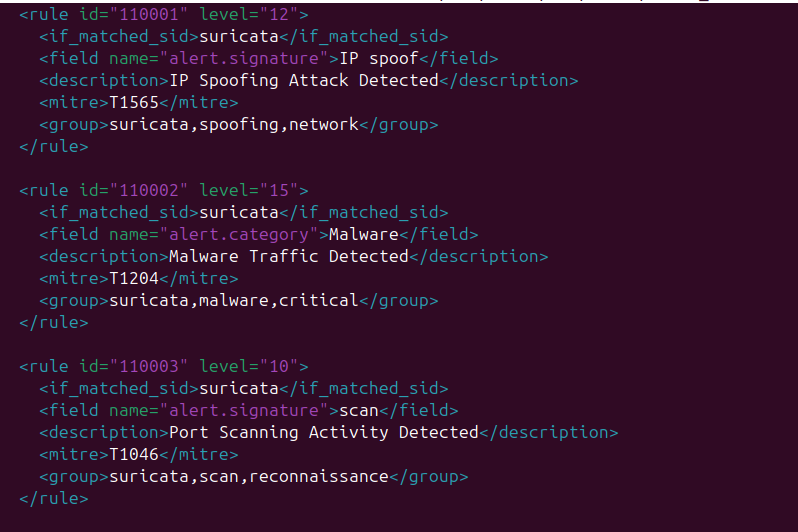 <rule id="110001" level="12">
<if_matched_sid>suricata</if_matched_sid>
<field name="alert.signature">IP spoof</field>
<description>IP Spoofing Attack Detected</description>
<mitre>T1565</mitre>
<group>suricata,spoofing,network</group>
</rule>
<rule id="110002" level="15">
<if_matched_sid>suricata</if_matched_sid>
<field name="alert.category">Malware</field>
<description>Malware Traffic Detected</description>
<mitre>T1204</mitre>
<group>suricata,malware,critical</group>
</rule>
<rule id="110003" level="10">
<if_matched_sid>suricata</if_matched_sid>
<field name="alert.signature">scan</field>
<description>Port Scanning Activity Detected</description>
<mitre>T1046</mitre>
<group>suricata,scan,reconnaissance</group>
</rule>